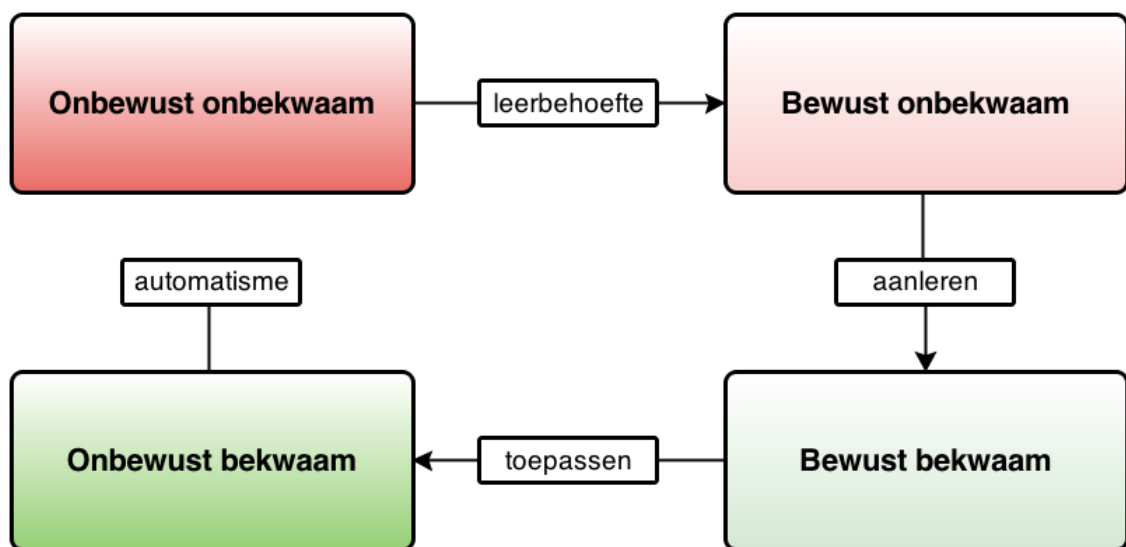 Onbewust onbekwaam
leerbehoefte
Bewust onbekwaam
automatisme
aanleren
Onbewust bekwaam
toepassen
Bewust bekwaam